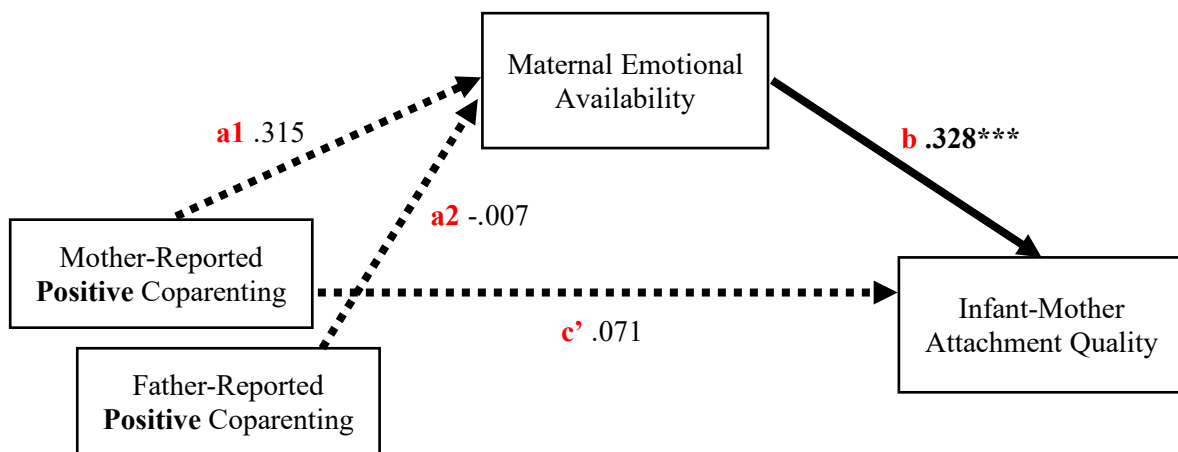 Maternal Emotional
Availability
a1 .315
b .328***
a2 -.007
Mother-Reported
Positive Coparenting
c’ .071
Infant-Mother
Attachment Quality
Father-Reported
Positive Coparenting